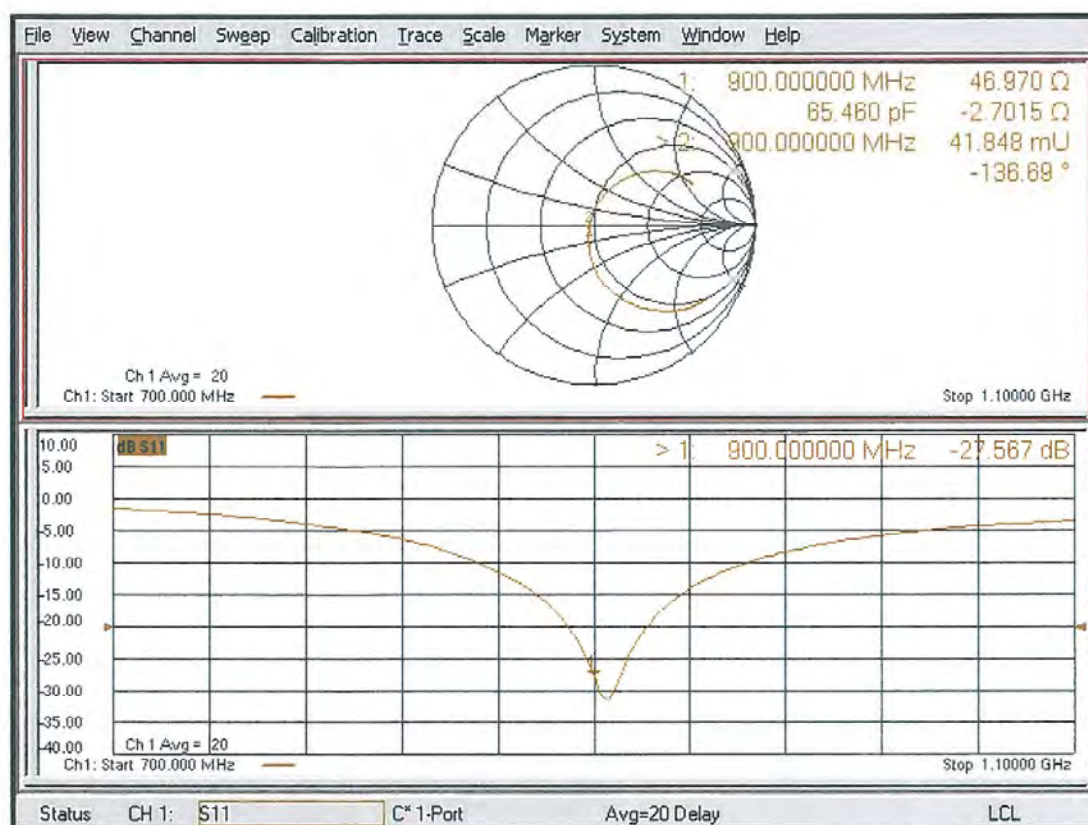 File View Channel Sweep Calibration Trace Scale Marker System Window Help
1: 900.000000 MHz 46.970 Ω
65.460 pF -2.7015 Ω
> 2: 900.000000 MHz 41.848 mU
-136.69 °
Ch 1 Avg = 20
Ch1: Start 700.000 MHz
Stop 1.10000 GHz
10.00
dB S11
> 1: 900.000000 MHz -27.567 dB
5.00
0.00
-5.00
-10.00
-15.00
-20.00
-25.00
-30.00
-35.00
-40.00
Ch 1 Avg = 20
Ch1: Start 700.000 MHz
Stop 1.10000 GHz
Status CH 1: S11 C* 1-Port Avg=20 Delay LCL